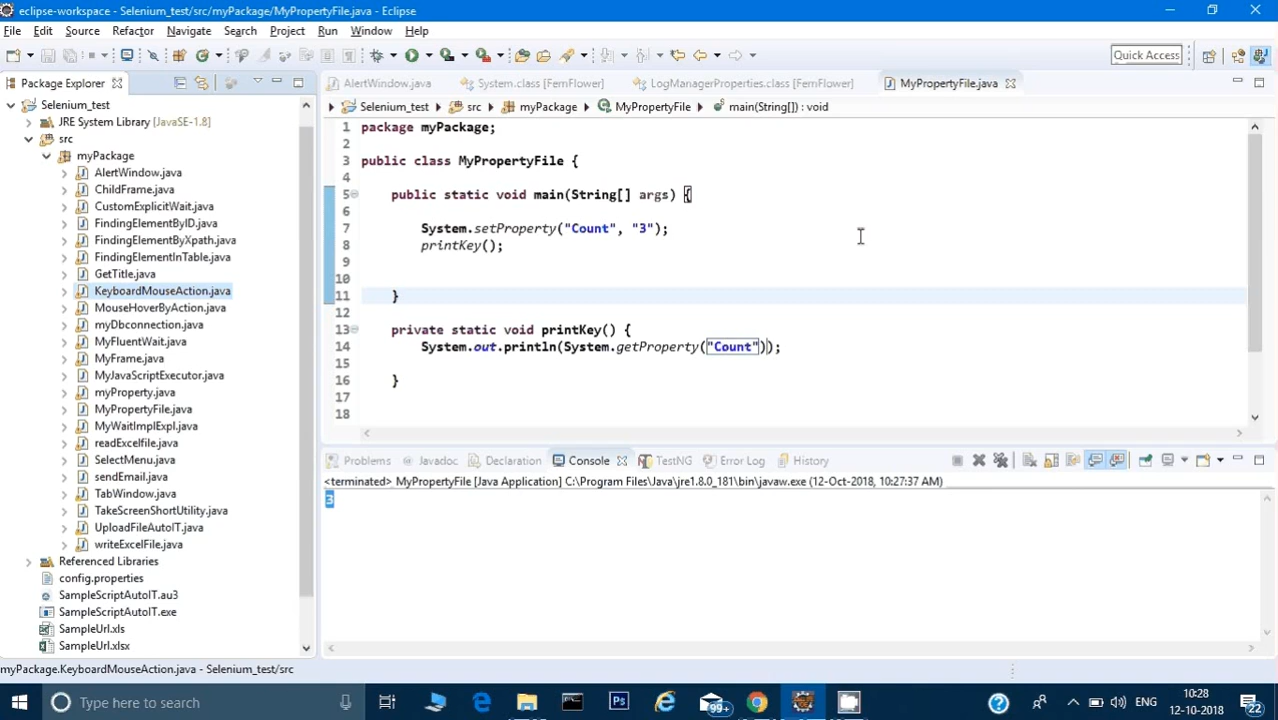 eclipse-workspace - Selenium_test/src/myPackage/MyPropertyFile.java - Eclipse
File Edit Source Refactor Navigate Search Project Run Window Help
Quick Access
Package Explorer
AlertWindow.java System.class [FernFlower] LogManagerProperties.class [FernFlower] MyPropertyFile.java
Selenium_test src myPackage MyPropertyFile main(String[]) : void
Selenium_test
JRE System Library [JavaSE-1.8]
src
myPackage
AlertWindow.java
ChildFrame.java
CustomExplicitWait.java
FindingElementByID.java
FindingElementByXpath.java
FindingElementInTable.java
GetTitle.java
KeyboardMouseAction.java
MouseHoverByAction.java
myDbconnection.java
MyFluentWait.java
MyFrame.java
MyJavaScriptExecutor.java
myProperty.java
MyPropertyFile.java
MyWaitImplExpl.java
readExcelfile.java
SelectMenu.java
sendEmail.java
TabWindow.java
TakeScreenShortUtility.java
UploadFileAutoIT.java
writeExcelFile.java
Referenced Libraries
config.properties
SampleScriptAutoIT.au3
SampleScriptAutoIT.exe
SampleUrl.xls
SampleUrl.xlsx
1 package myPackage;
2
3 public class MyPropertyFile {
4
5 public static void main(String[] args) {
6
7 System.setProperty("Count", "3");
8 printKey();
9
10
11 }
12
13 private static void printKey() {
14 System.out.println(System.getProperty("Count"));
15
16 }
17
18
Problems Javadoc Declaration Console TestNG Error Log History
<terminated> MyPropertyFile [Java Application] C:\Program Files\Java\jre1.8.0_181\bin\javaw.exe (12-Oct-2018, 10:27:37 AM)
3
myPackage.KeyboardMouseAction.java - Selenium_test/src
Type here to search
99+
ENG
10:28
12-10-2018
22